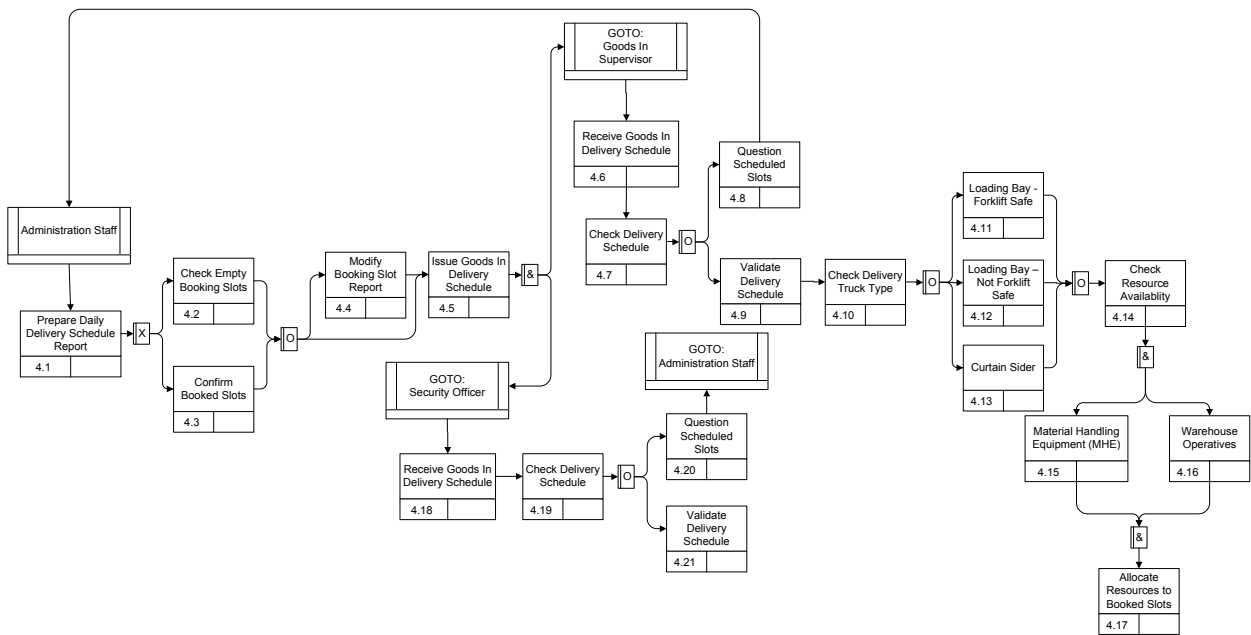 GOTO:
Goods In
Supervisor
Receive Goods In
Delivery Schedule
4.6
Question
Scheduled
Slots
4.8
Administration Staff
Check Delivery
Schedule
4.7
O
Loading Bay -
Forklift Safe
4.11
Prepare Daily
Delivery Schedule
Report
4.1
X
Check Empty
Booking Slots
4.2
Confirm
Booked Slots
4.3
O
Modify
Booking Slot
Report
4.4
Issue Goods In
Delivery
Schedule
4.5
&
Validate
Delivery
Schedule
4.9
Check Delivery
Truck Type
4.10
O
Loading Bay –
Not Forklift
Safe
4.12
O
Check
Resource
Availablity
4.14
Curtain Sider
4.13
&
GOTO:
Security Officer
GOTO:
Administration Staff
Receive Goods In
Delivery Schedule
4.18
Check Delivery
Schedule
4.19
O
Question
Scheduled
Slots
4.20
Validate
Delivery
Schedule
4.21
Material Handling
Equipment (MHE)
4.15
Warehouse
Operatives
4.16
&
Allocate
Resources to
Booked Slots
4.17